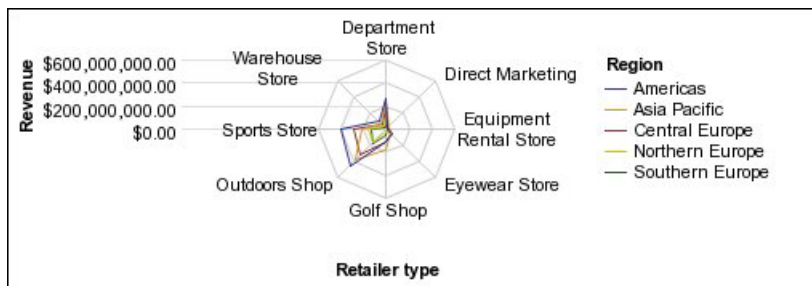 Department
Store
Direct Marketing
Equipment
Rental Store
Eyewear Store
Golf Shop
Outdoors Shop
Sports Store
Warehouse
Store
Revenue
$600,000,000.00
$400,000,000.00
$200,000,000.00
$0.00
Region
Americas
Asia Pacific
Central Europe
Northern Europe
Southern Europe
Retailer type